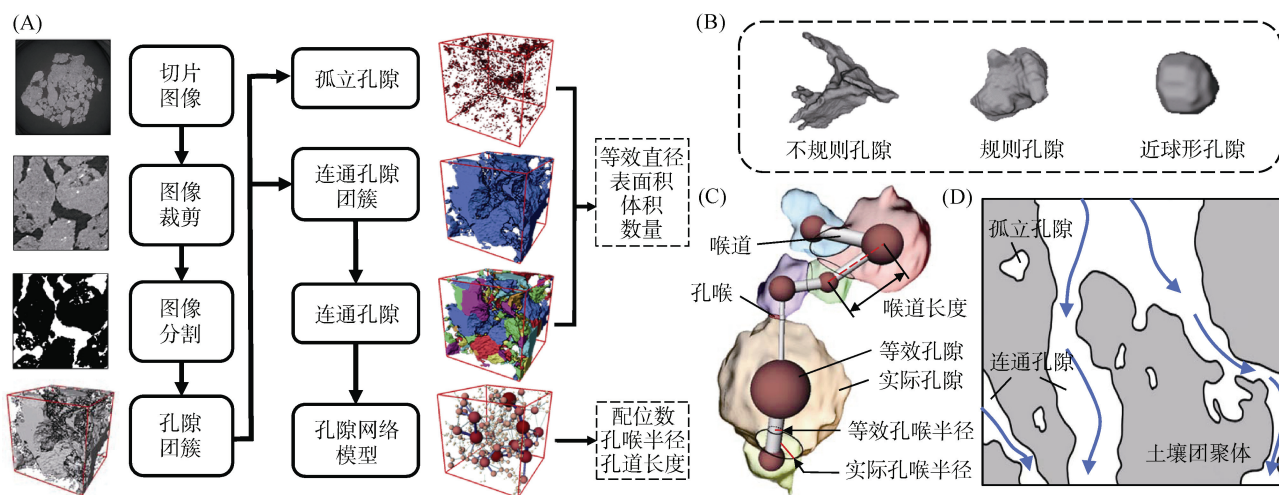 (A)
切片
图像
图像
裁剪
图像
分割
孔隙
团簇
孤立孔隙
连通孔隙
团簇
连通孔隙
孔隙网络
模型
等效直径
表面积
体积
数量
配位数
孔喉半径
孔道长度
(B)
不规则孔隙
规则孔隙
近球形孔隙
(C)
喉道
孔喉
喉道长度
等效孔隙
实际孔隙
等效孔喉半径
实际孔喉半径
(D)
孤立孔隙
连通孔隙
土壤团聚体